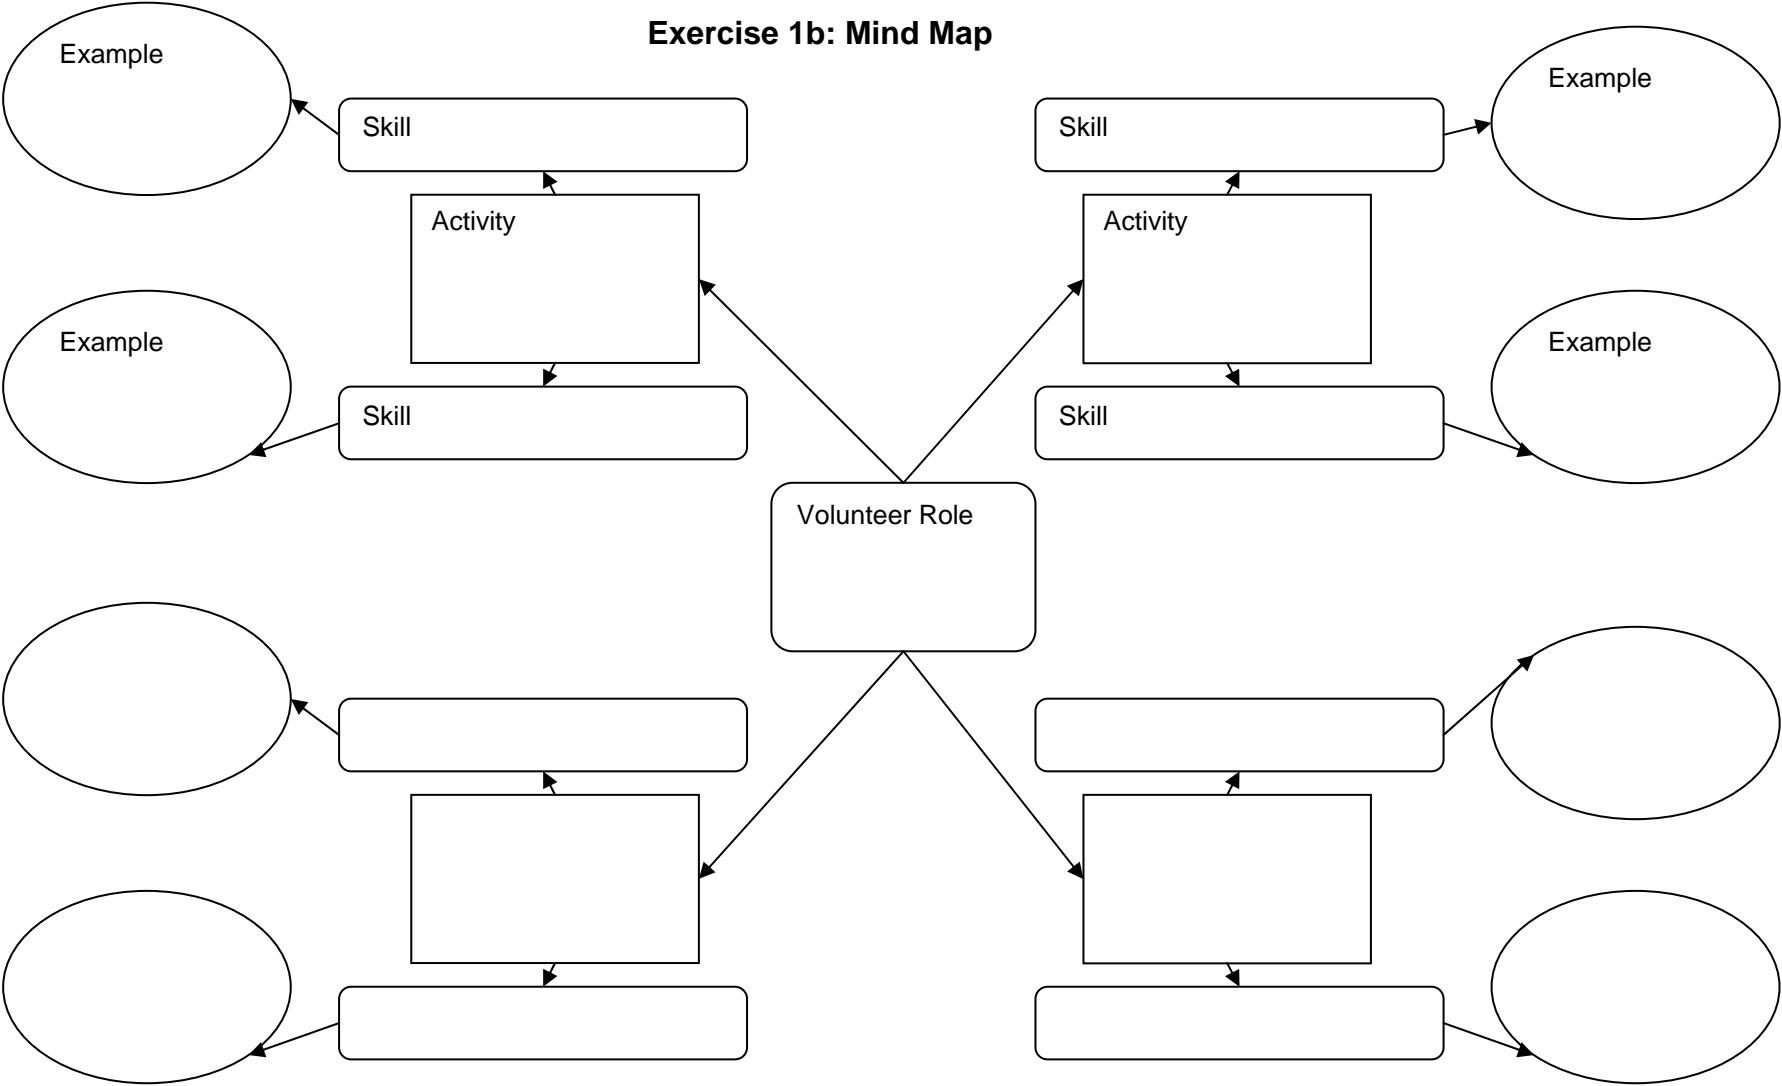 Exercise 1b: Mind Map
Example
Example
Skill
Skill
Activity
Activity
Example
Example
Skill
Skill
Volunteer Role